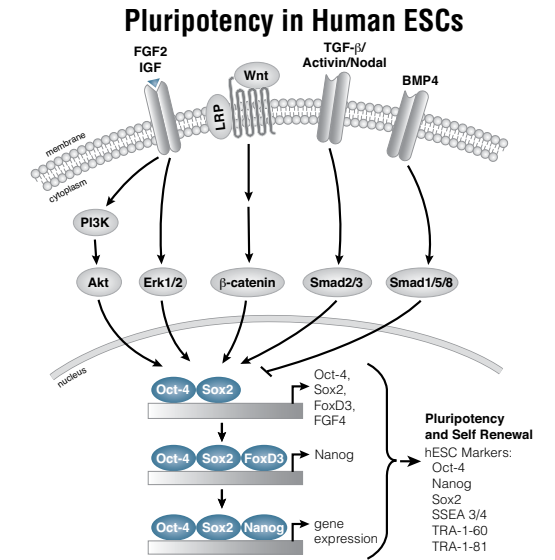 Pluripotency in Human ESCs
FGF2
IGF
Wnt
LRP
TGF-β/
Activin/Nodal
BMP4
membrane
cytoplasm
PI3K
Akt
Erk1/2
β-catenin
Smad2/3
Smad1/5/8
nucleus
Oct-4
Sox2
Oct-4,
Sox2,
FoxD3,
FGF4
Oct-4
Sox2
FoxD3
Nanog
Oct-4
Sox2
Nanog
gene
expression
Pluripotency
and Self Renewal
hESC Markers:
Oct-4
Nanog
Sox2
SSEA 3/4
TRA-1-60
TRA-1-81